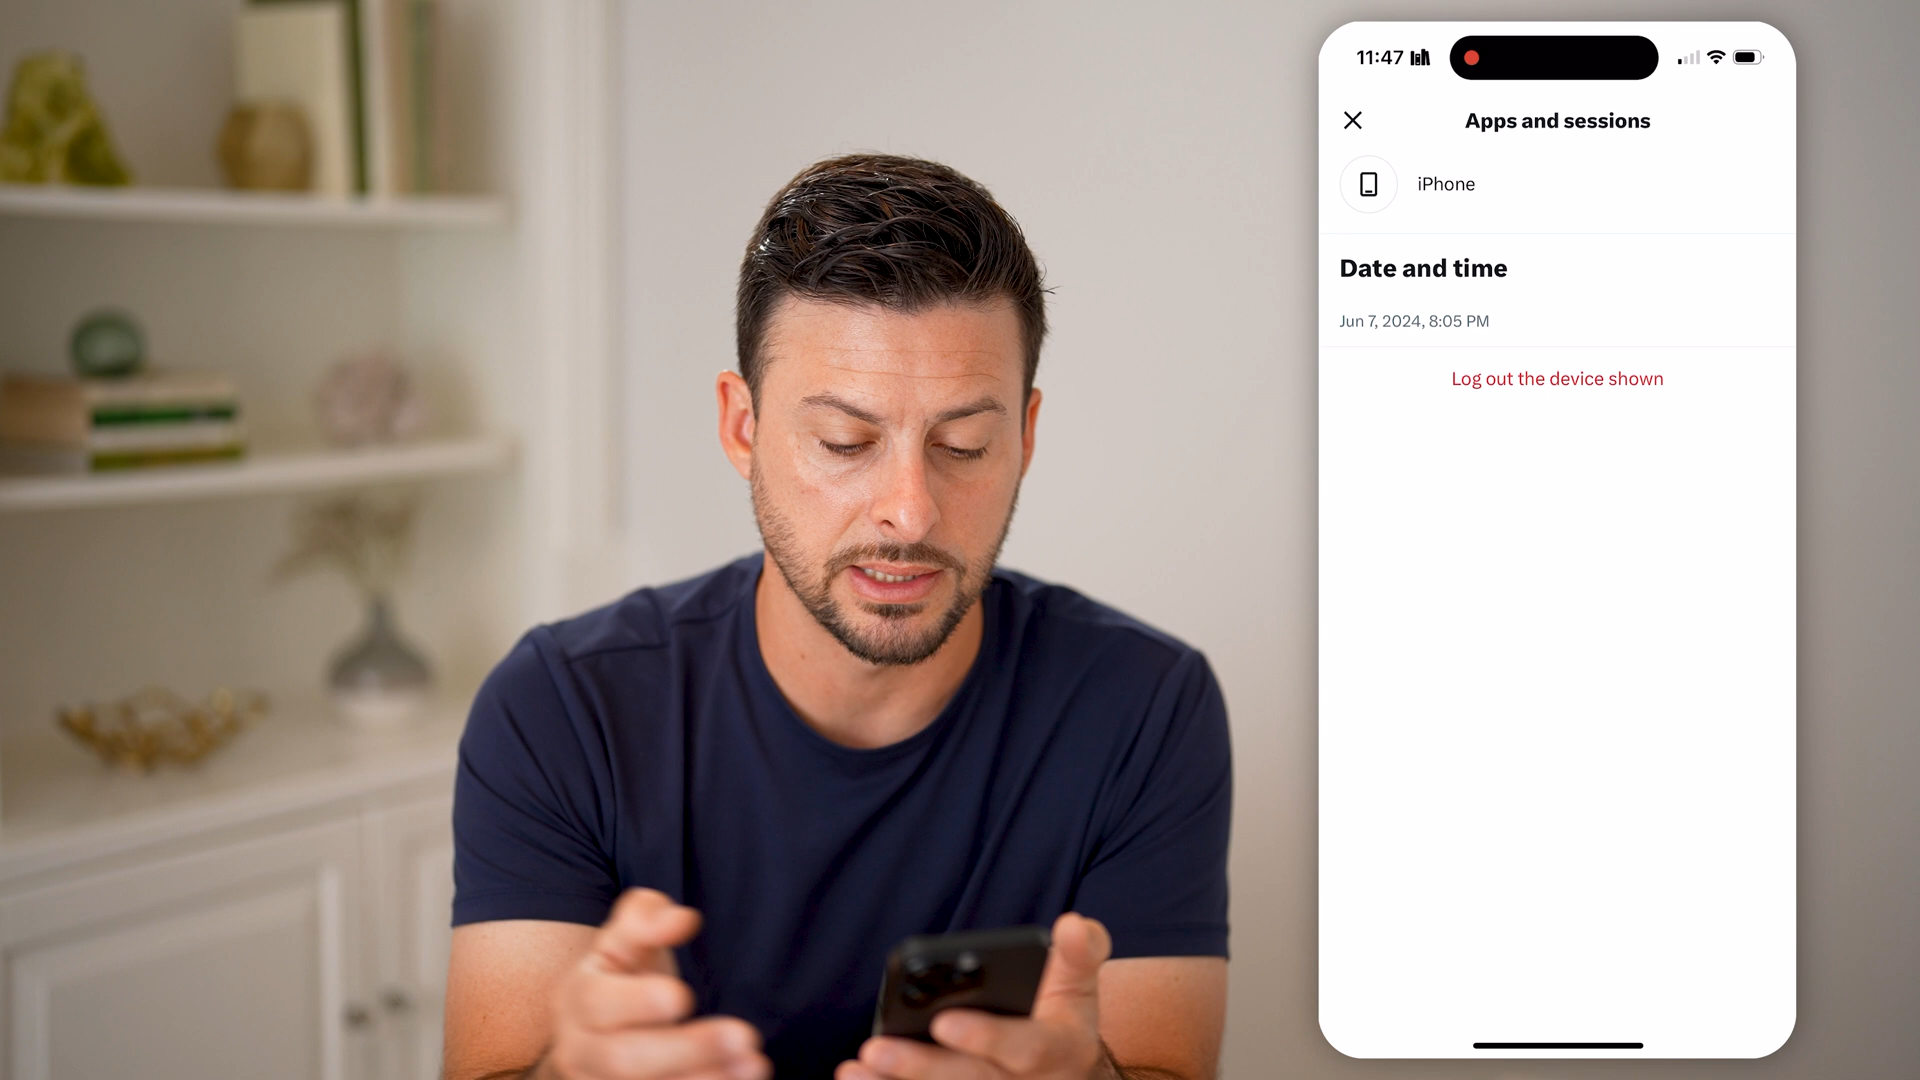 11:47
Apps and sessions
iPhone
Date and time
Jun 7, 2024, 8:05 PM
Log out the device shown